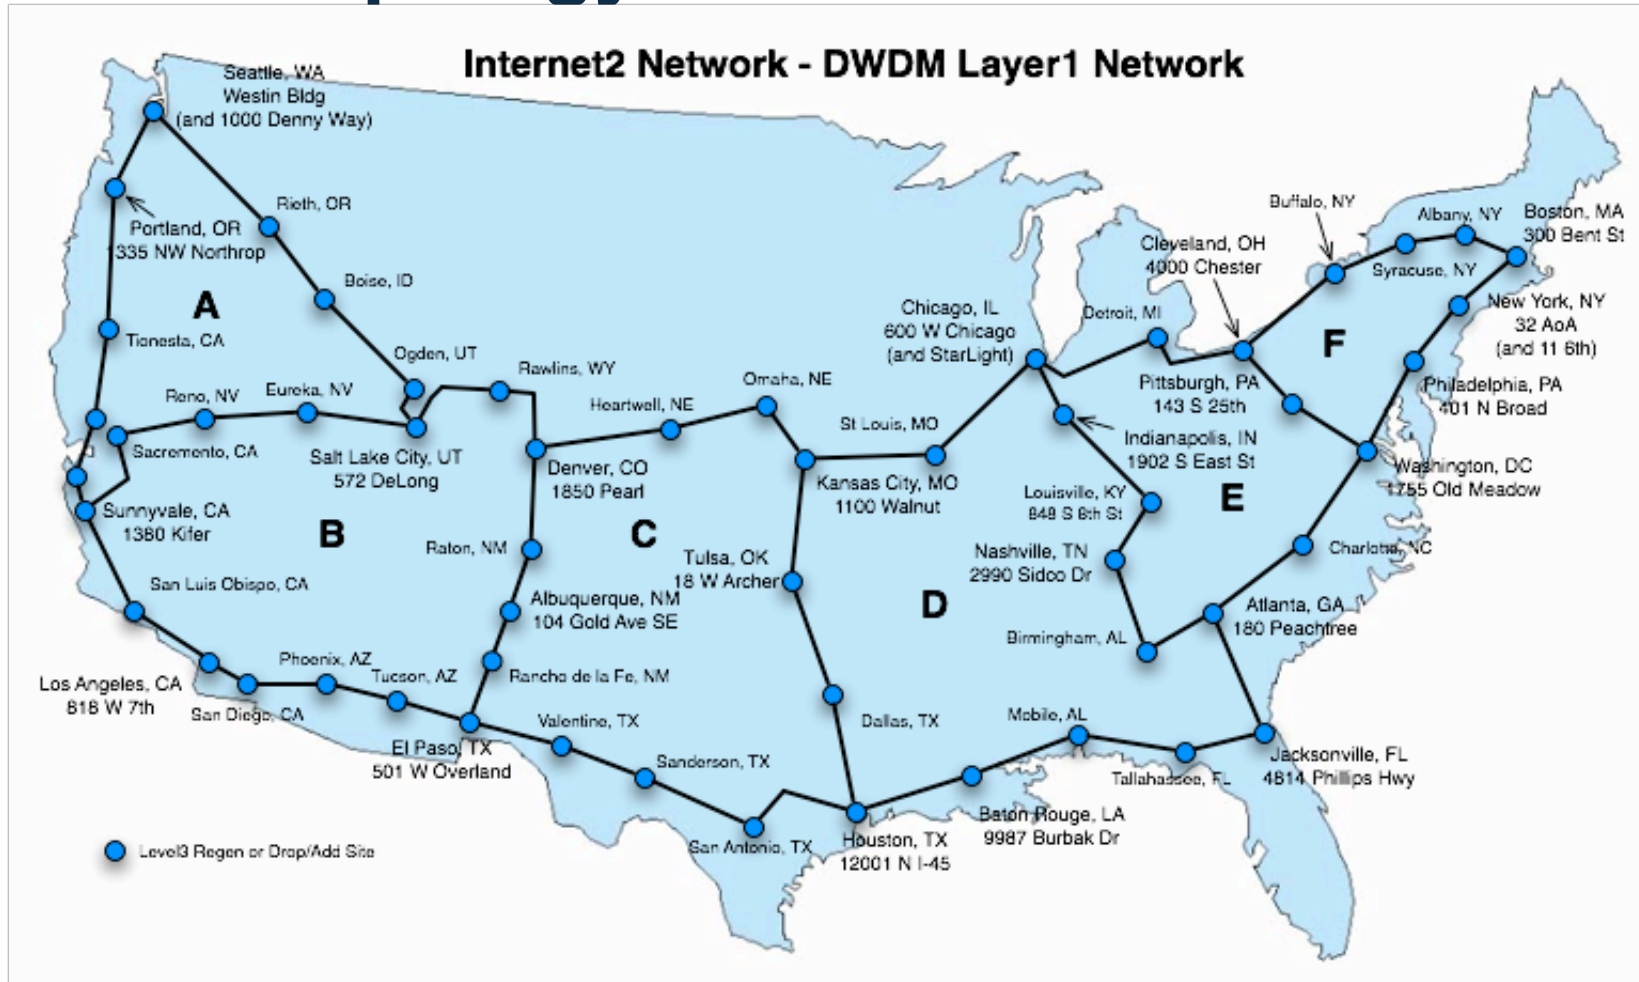 Internet2 Network - DWDM Layer1 Network
Seattle, WA
Westin Bldg
(and 1000 Denny Way)
Rieth, OR
Portland, OR
335 NW Northrop
Boise, ID
A
Tionesta, CA
Ogden, UT
Rawlins, WY
Reno, NV
Eureka, NV
Sacremento, CA
Salt Lake City, UT
572 DeLong
Heartwell, NE
Omaha, NE
Denver, CO
1850 Pearl
Sunnyvale, CA
1380 Kifer
B
C
Raton, NM
San Luis Obispo, CA
Albuquerque, NM
104 Gold Ave SE
Rancho de la Fe, NM
Los Angeles, CA
818 W 7th
San Diego, CA
Phoenix, AZ
Tucson, AZ
El Paso, TX
501 W Overland
Valentine, TX
Sanderson, TX
San Antonio, TX
Houston, TX
12001 N I-45
Dallas, TX
Tulsa, OK
18 W Archer
Kansas City, MO
1100 Walnut
St Louis, MO
Chicago, IL
600 W Chicago
(and StarLight)
Detroit, MI
Cleveland, OH
4000 Chester
Buffalo, NY
Syracuse, NY
Albany, NY
Boston, MA
300 Bent St
New York, NY
32 AoA
(and 11 6th)
F
Philadelphia, PA
401 N Broad
Pittsburgh, PA
143 S 25th
Washington, DC
1755 Old Meadow
Indianapolis, IN
1902 S East St
Louisville, KY
848 S 8th St
E
Nashville, TN
2990 Sidco Dr
D
Birmingham, AL
Charlotte, NC
Atlanta, GA
180 Peachtree
Mobile, AL
Tallahassee, FL
Jacksonville, FL
4814 Phillips Hwy
Baton Rouge, LA
9987 Burbak Dr
Level3 Regen or Drop/Add Site